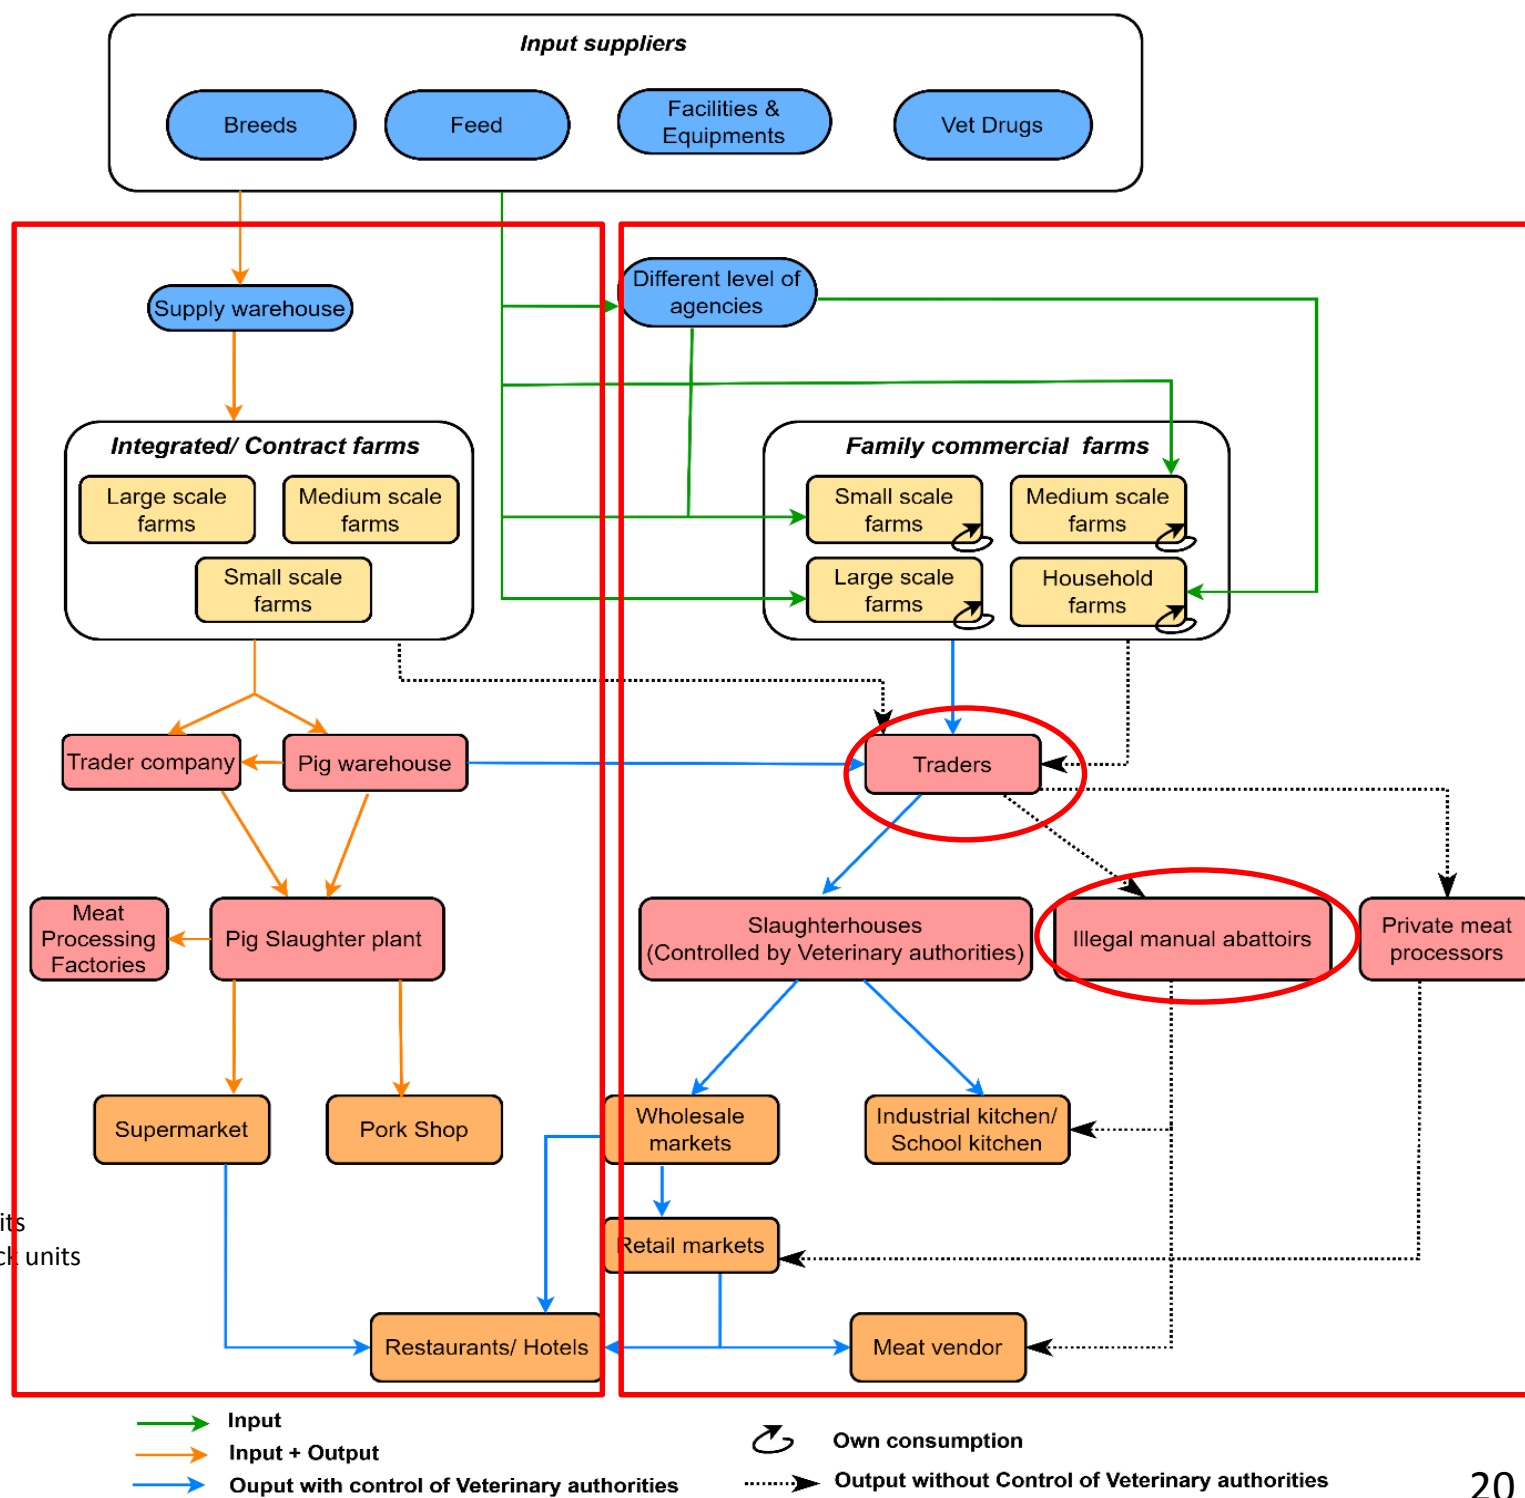 Input suppliers
Breeds
Feed
Facilities &
Equipments
Vet Drugs
Different level of
agencies
Supply warehouse
Integrated/ Contract farms
Large scale
farms
Medium scale
farms
Small scale
farms
Family commercial farms
Small scale
farms
Medium scale
farms
Large scale
farms
Household
farms
Trader company
Pig warehouse
Traders
Meat
Processing
Factories
Pig Slaughter plant
Slaughterhouses
(Controlled by Veterinary authorities)
Illegal manual abattoirs
Private meat
processors
Supermarket
Pork Shop
Wholesale
markets
Industrial kitchen/
School kitchen
Retail markets
units
Restaurants/ Hotels
Meat vendor
Input
Input + Output
Ouput with control of Veterinary authorities
Own consumption
Output without Control of Veterinary authorities
20